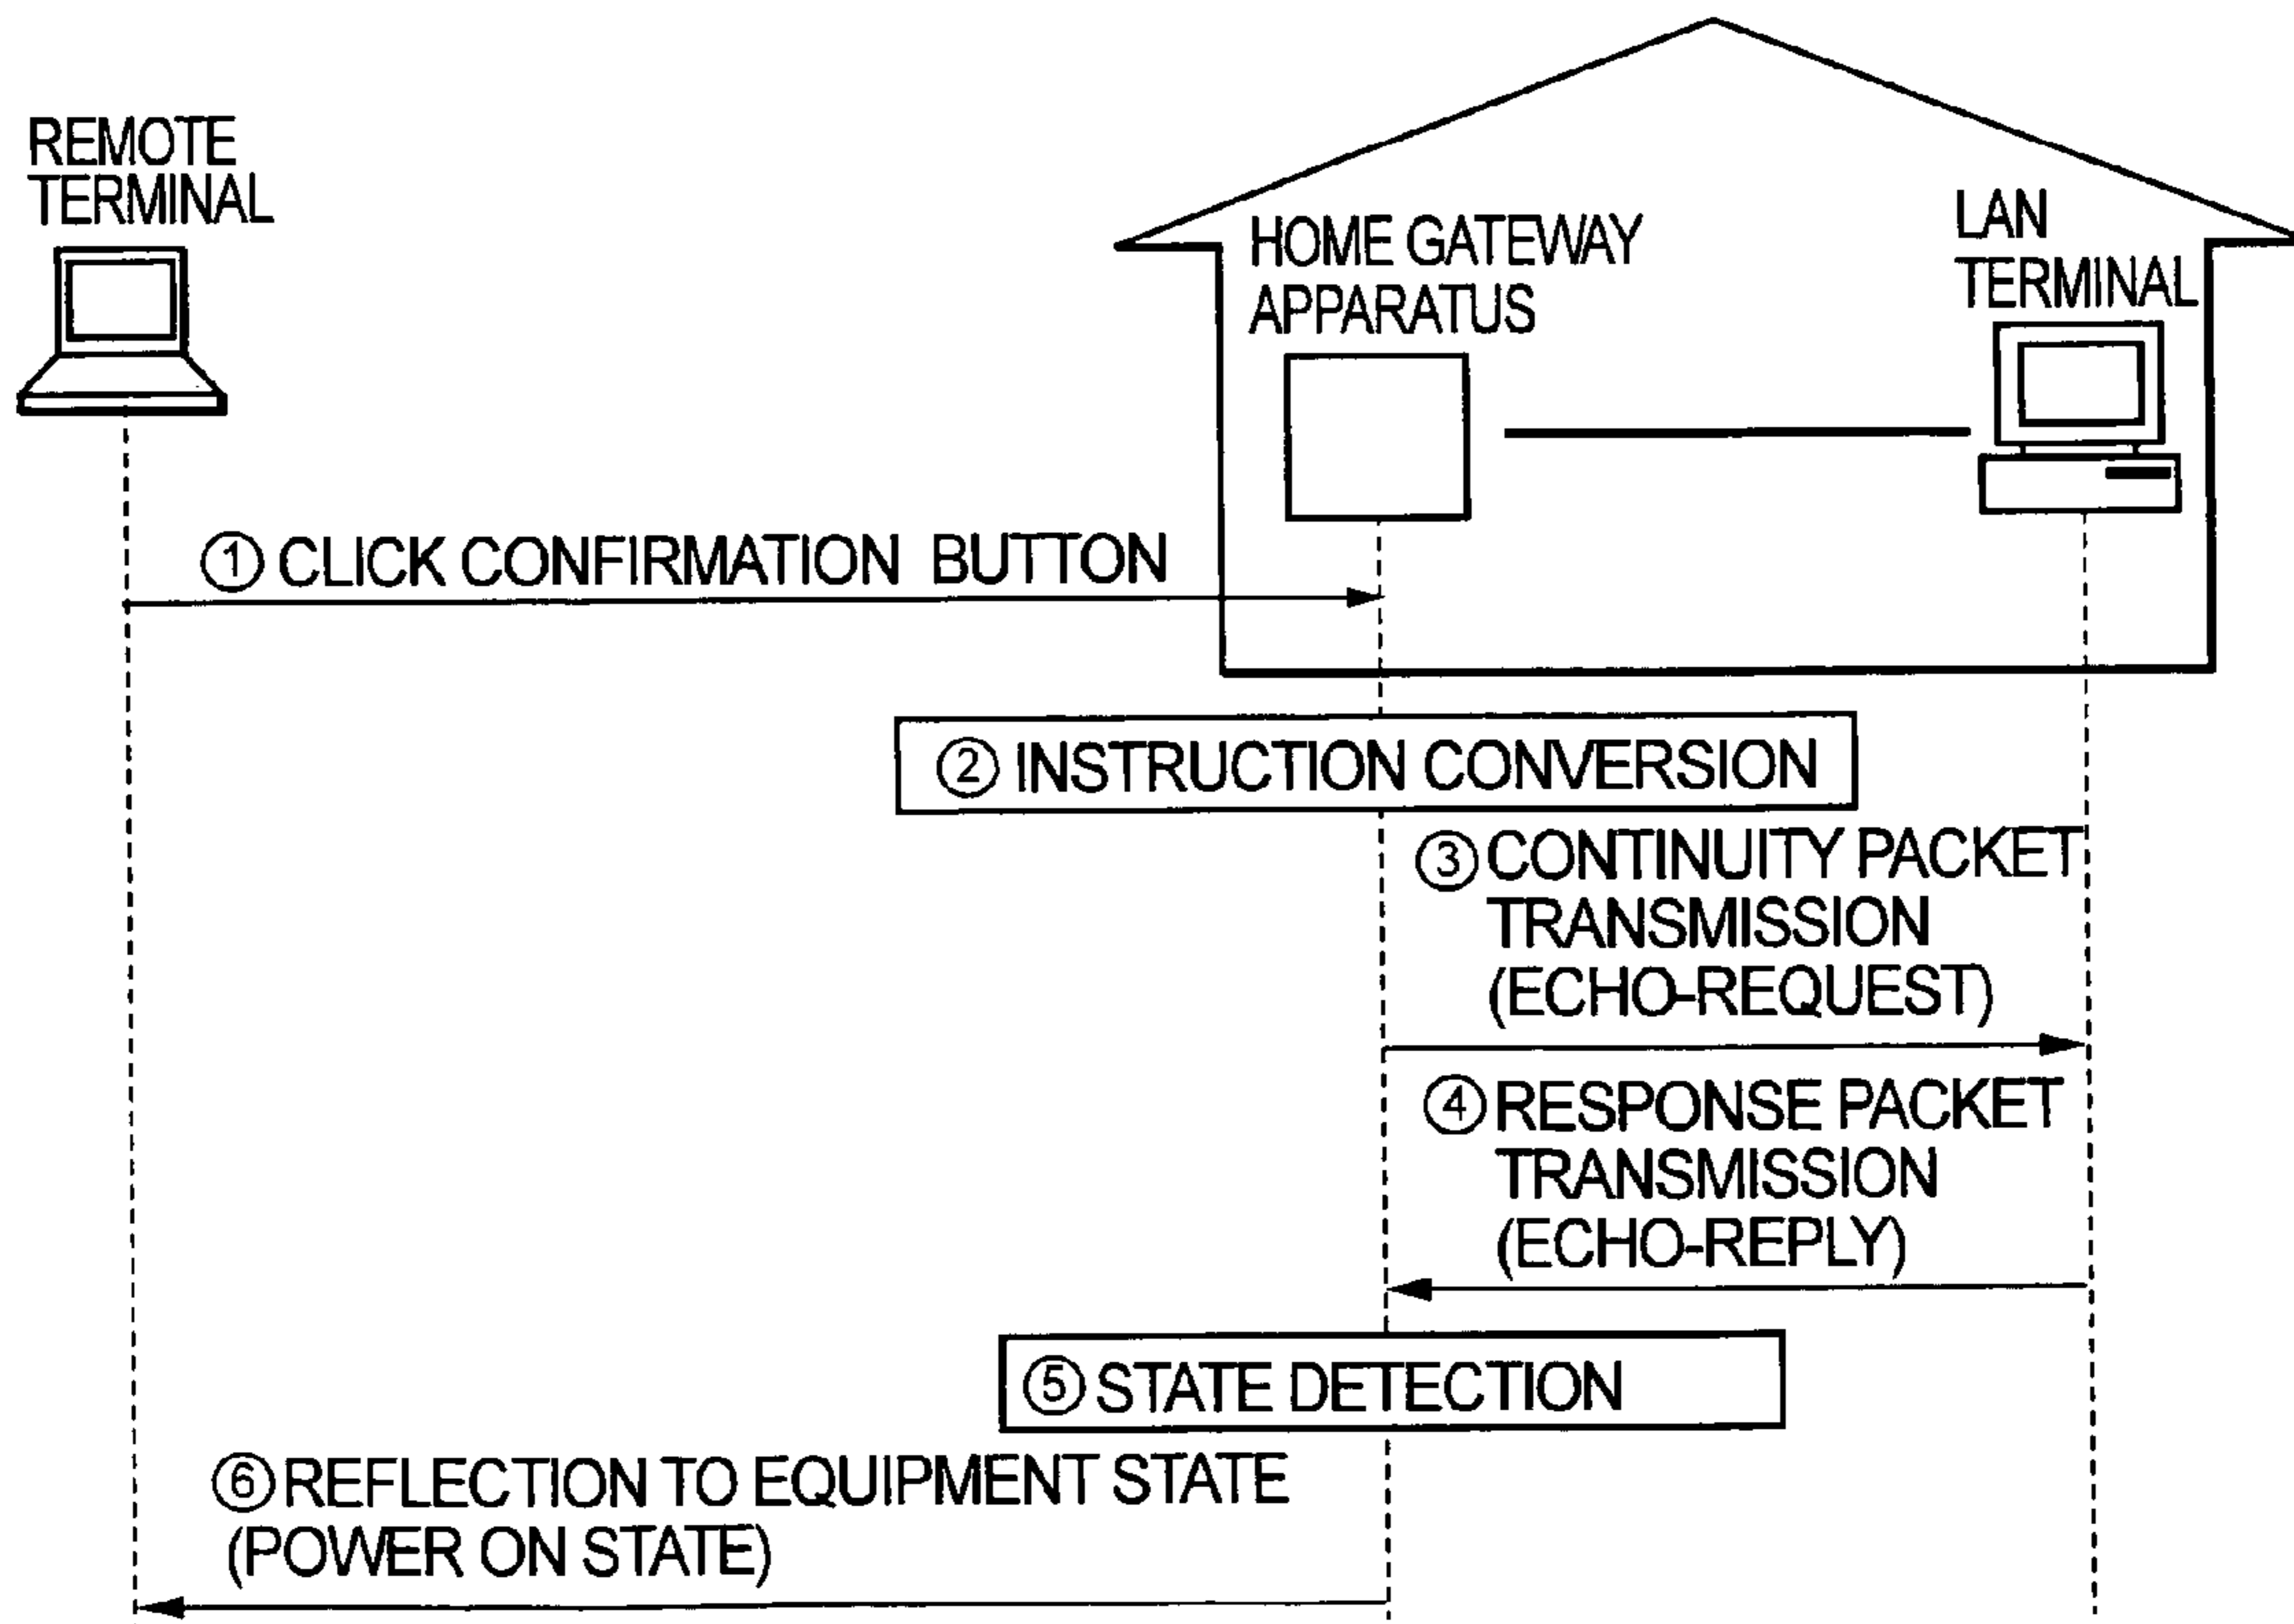 REMOTE
TERMINAL
HOME GATEWAY
APPARATUS
LAN
TERMINAL
① CLICK CONFIRMATION BUTTON
② INSTRUCTION CONVERSION
③ CONTINUITY PACKET
TRANSMISSION
(ECHO-REQUEST)
④ RESPONSE PACKET
TRANSMISSION
(ECHO-REPLY)
⑤ STATE DETECTION
⑥ REFLECTION TO EQUIPMENT STATE
(POWER ON STATE)